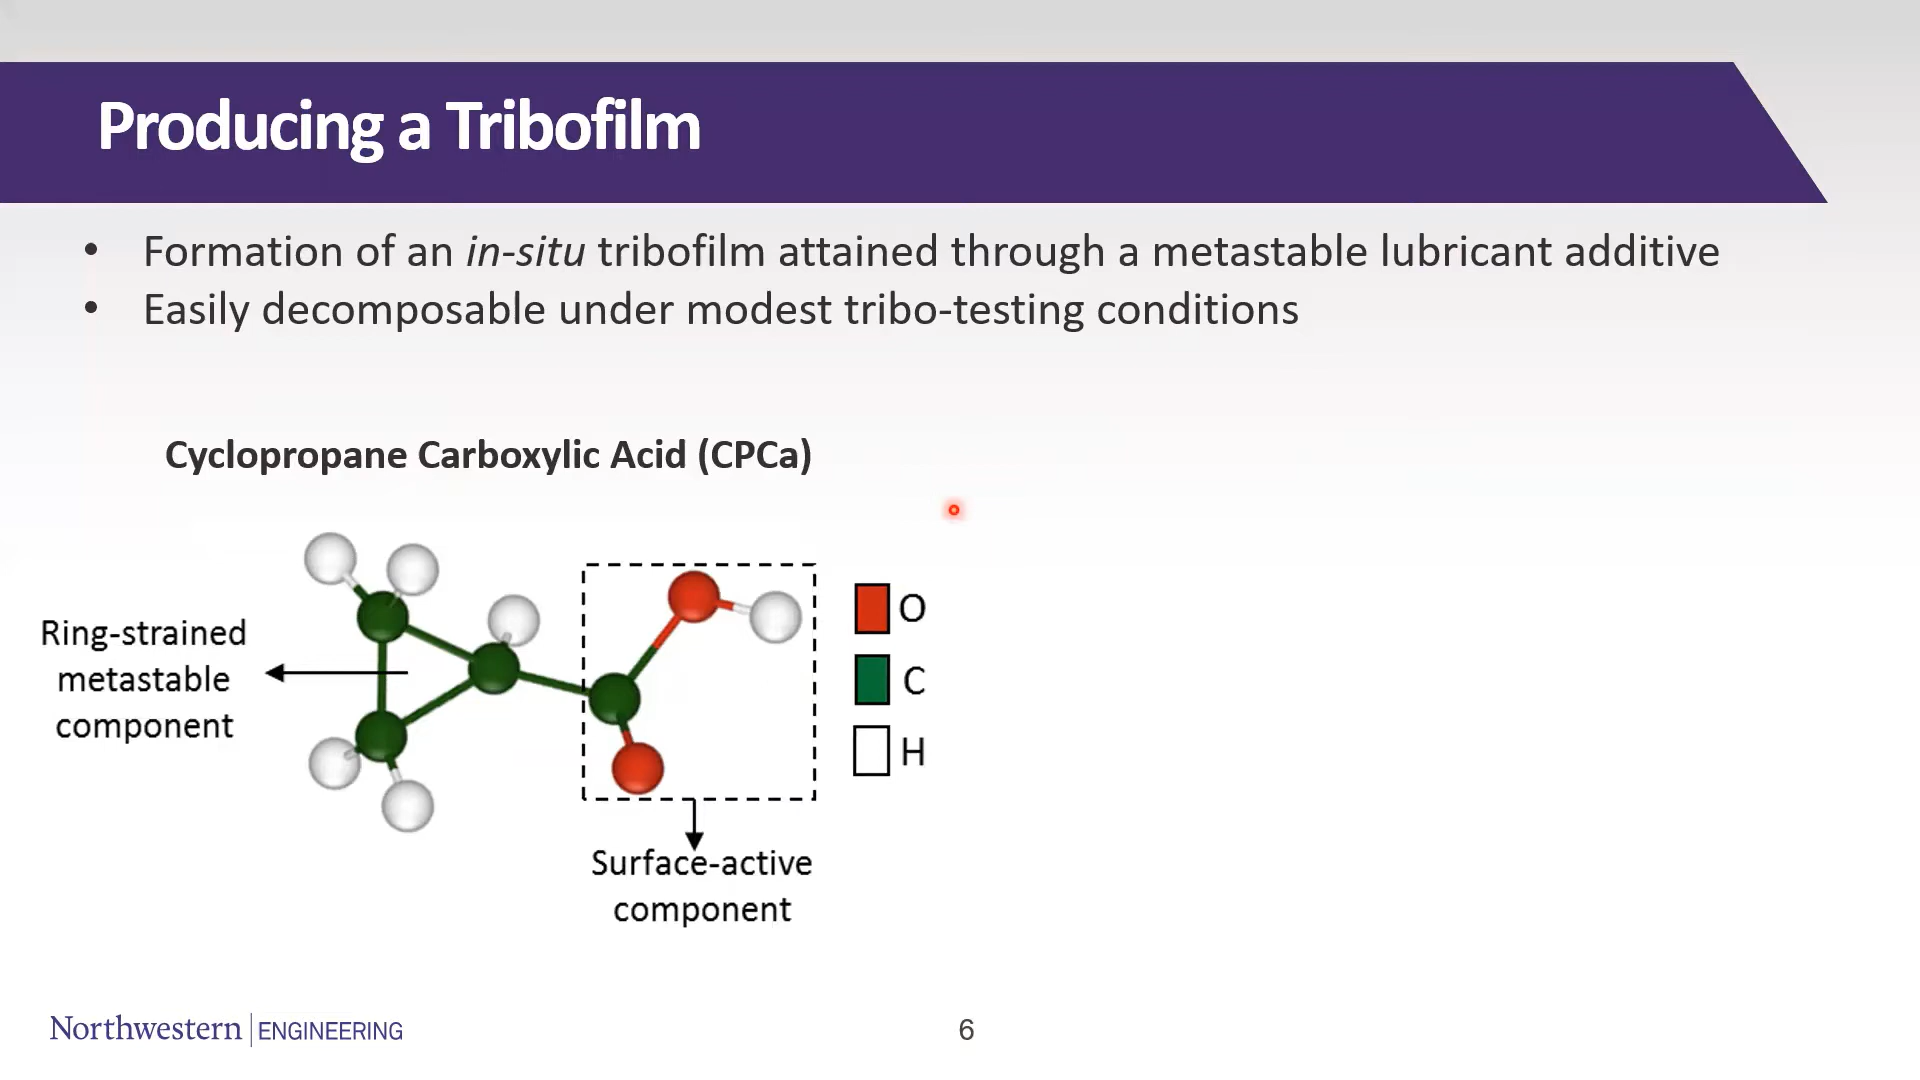 Producing a Tribofilm
• Formation of an in-situ tribofilm attained through a metastable lubricant additive
• Easily decomposable under modest tribo-testing conditions
Cyclopropane Carboxylic Acid (CPCa)
Ring-strained
metastable
component
O
C
H
Surface-active
component
Northwestern | ENGINEERING
6